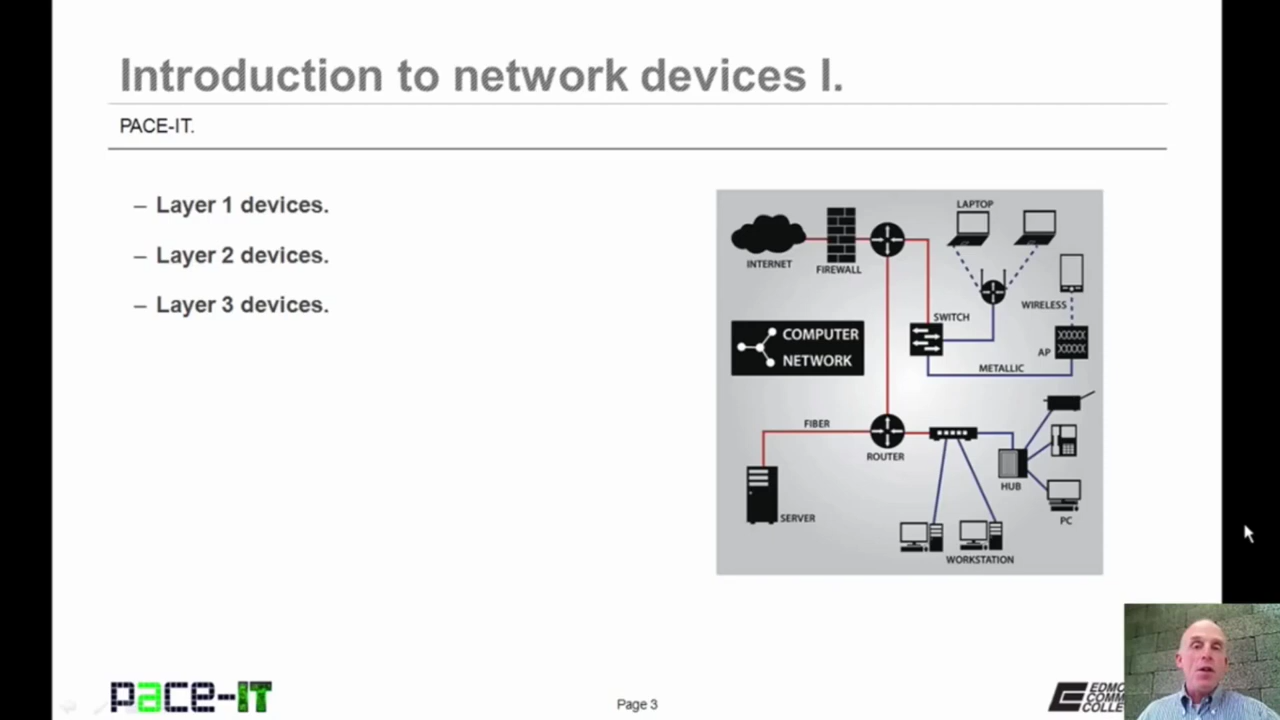 Introduction to network devices I.
PACE-IT.
– Layer 1 devices.
– Layer 2 devices.
– Layer 3 devices.
LAPTOP
INTERNET
FIREWALL
WIRELESS
SWITCH
COMPUTER
NETWORK
AP
METALLIC
FIBER
ROUTER
HUB
SERVER
PC
WORKSTATION
pace-IT
Page 3